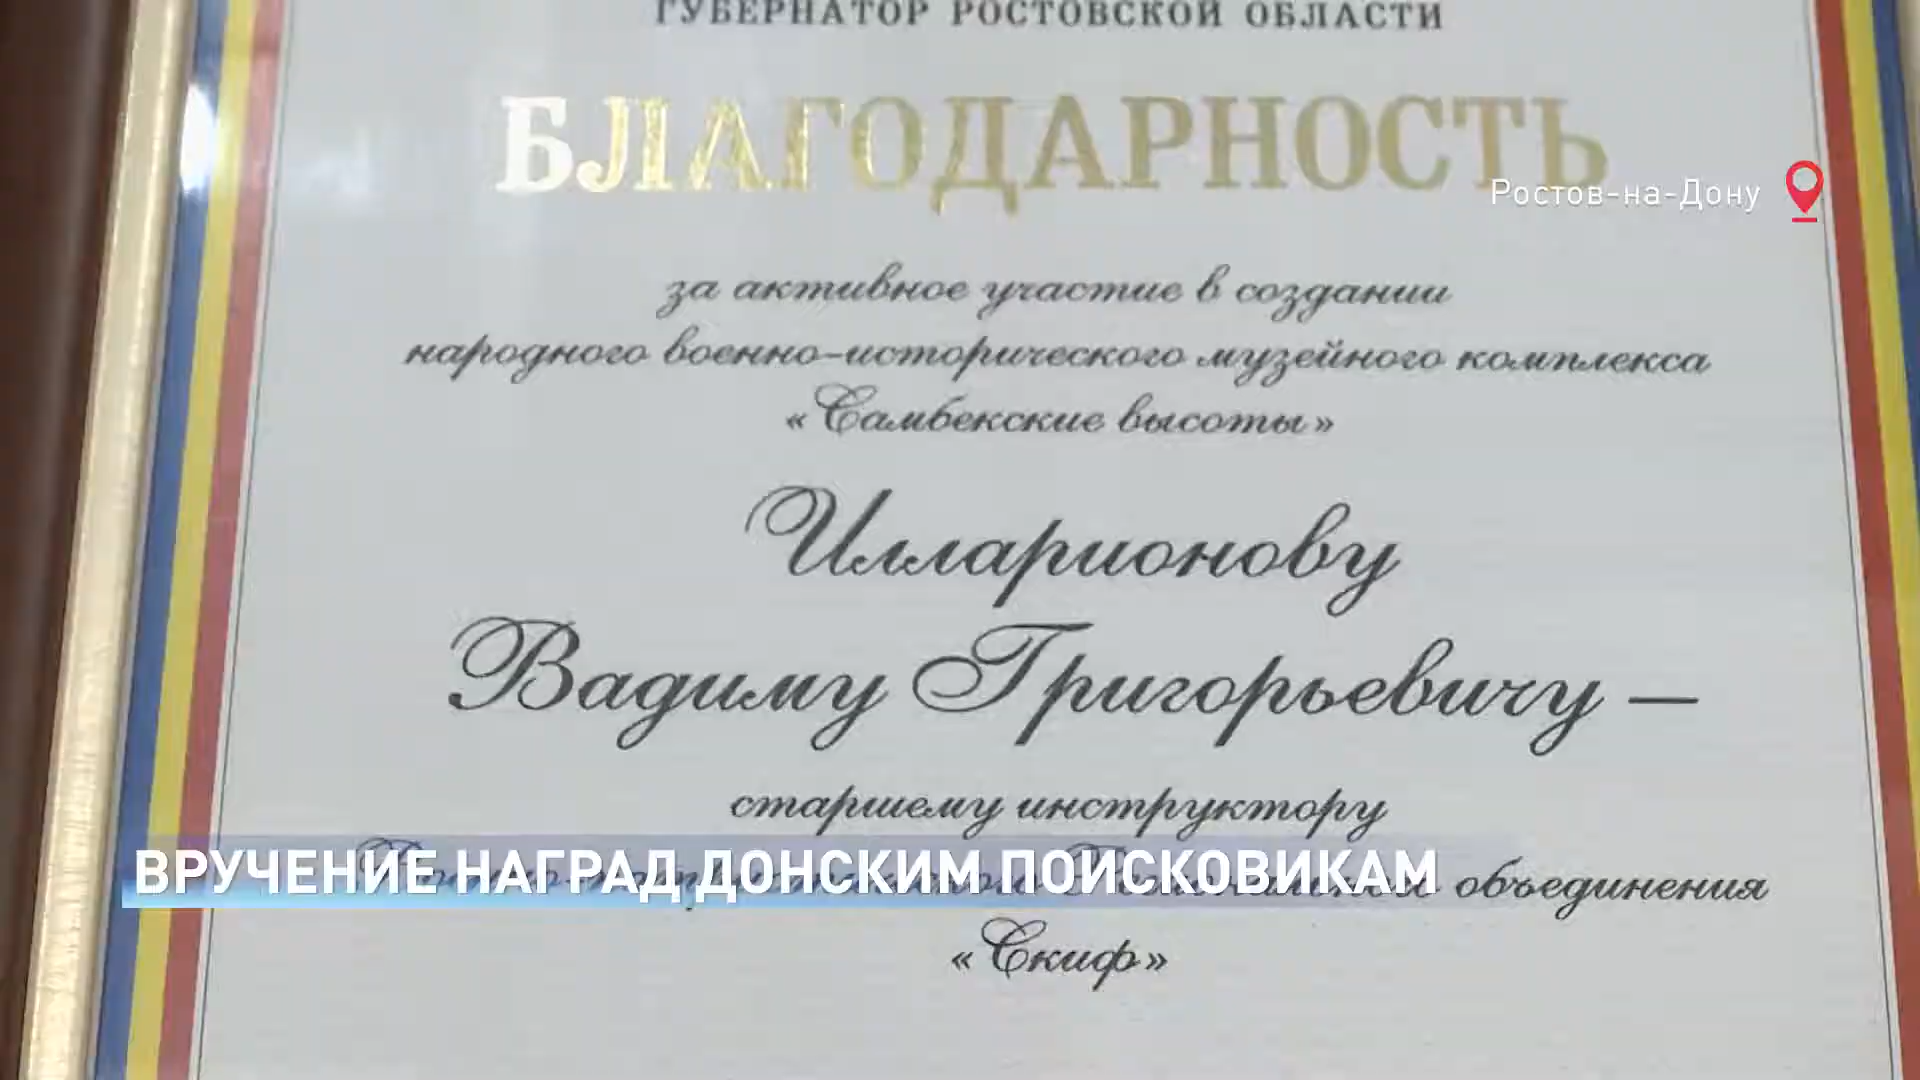 ГУБЕРНАТОР РОСТОВСКОЙ ОБЛАСТИ
БЛАГОДАРНОСТЬ
Ростов-на-Дону
за активное участие в создании
народного военно-исторического музейного комплекса
«Самбекские высоты»
Илларионову
Вадиму Григорьевичу –
старшему инструктору
ВРУЧЕНИЕ НАГРАД ДОНСКИМ ПОИСКОВИКАМ
объединения
«Скиф»